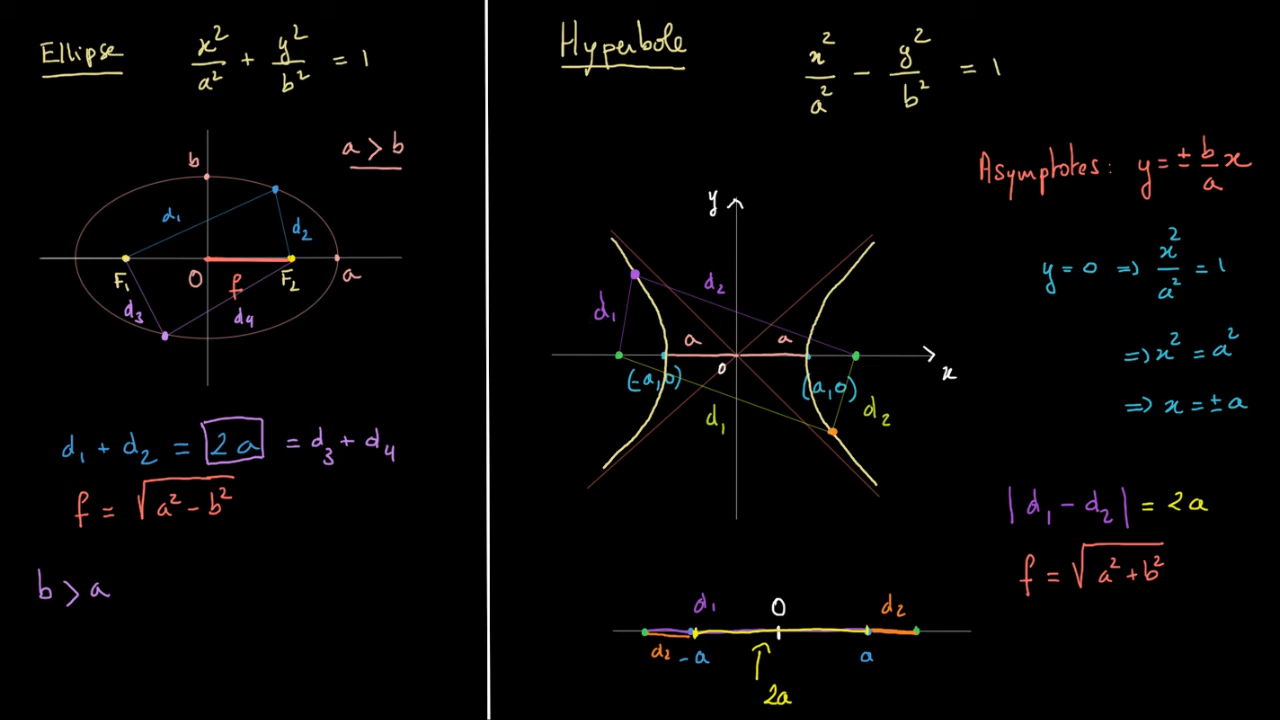 Ellipse
x²/a² + y²/b² = 1
a > b
b
d₁
d₂
F₁
O
f
F₂
a
d₃
d₄
d₁ + d₂ = 2a = d₃ + d₄
f = √(a² - b²)
b > a
Hyperbole
x²/a² - y²/b² = 1
Asymptotes: y = ± b/a x
y = 0 => x²/a² = 1
=> x² = a²
=> x = ± a
y
d₂
d₁
a
a
o
x
(-a,0)
(a,0)
d₁
d₂
|d₁ - d₂| = 2a
f = √(a² + b²)
d₁
O
d₂
d₂
-a
a
2a